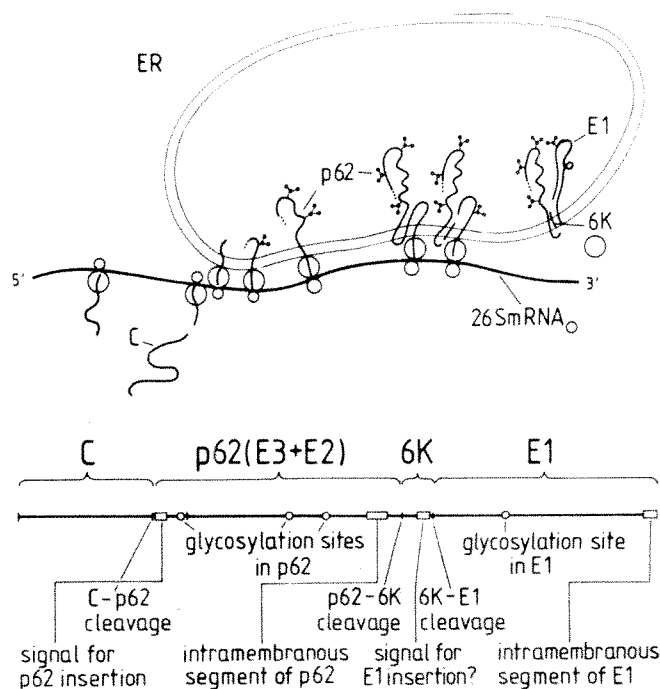 ER
E1
p62
6K
5′
3′
C
26SmRNA
C p62(E3+E2) 6K E1
glycosylation sites
in p62
glycosylation site
in E1
C-p62
cleavage
p62-6K
cleavage
6K-E1
cleavage
signal for
p62 insertion
intramembranous
segment of p62
signal for
E1 insertion?
intramembranous
segment of E1